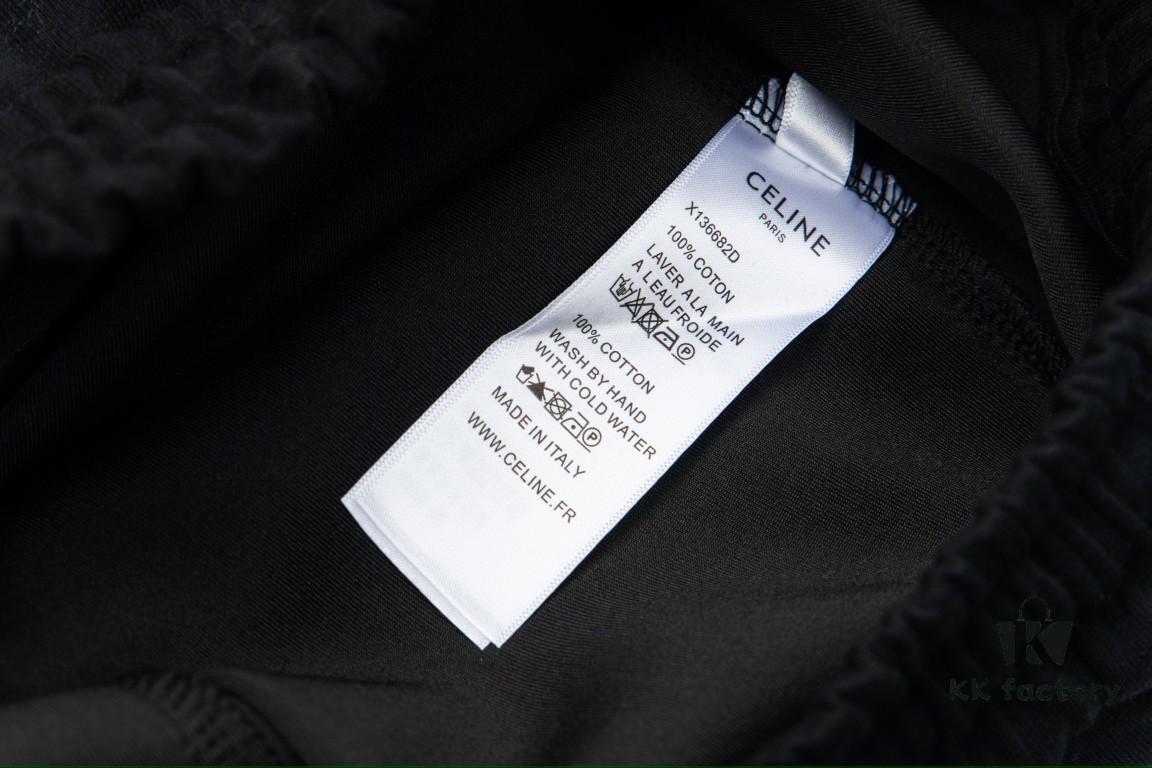 CELINE
PARIS
X136682D
100% COTON
LAVER A LA MAIN
A LEAU FROIDE
P
100% COTTON
WASH BY HAND
WITH COLD WATER
P
MADE IN ITALY
WWW.CELINE.FR
K
KK factory